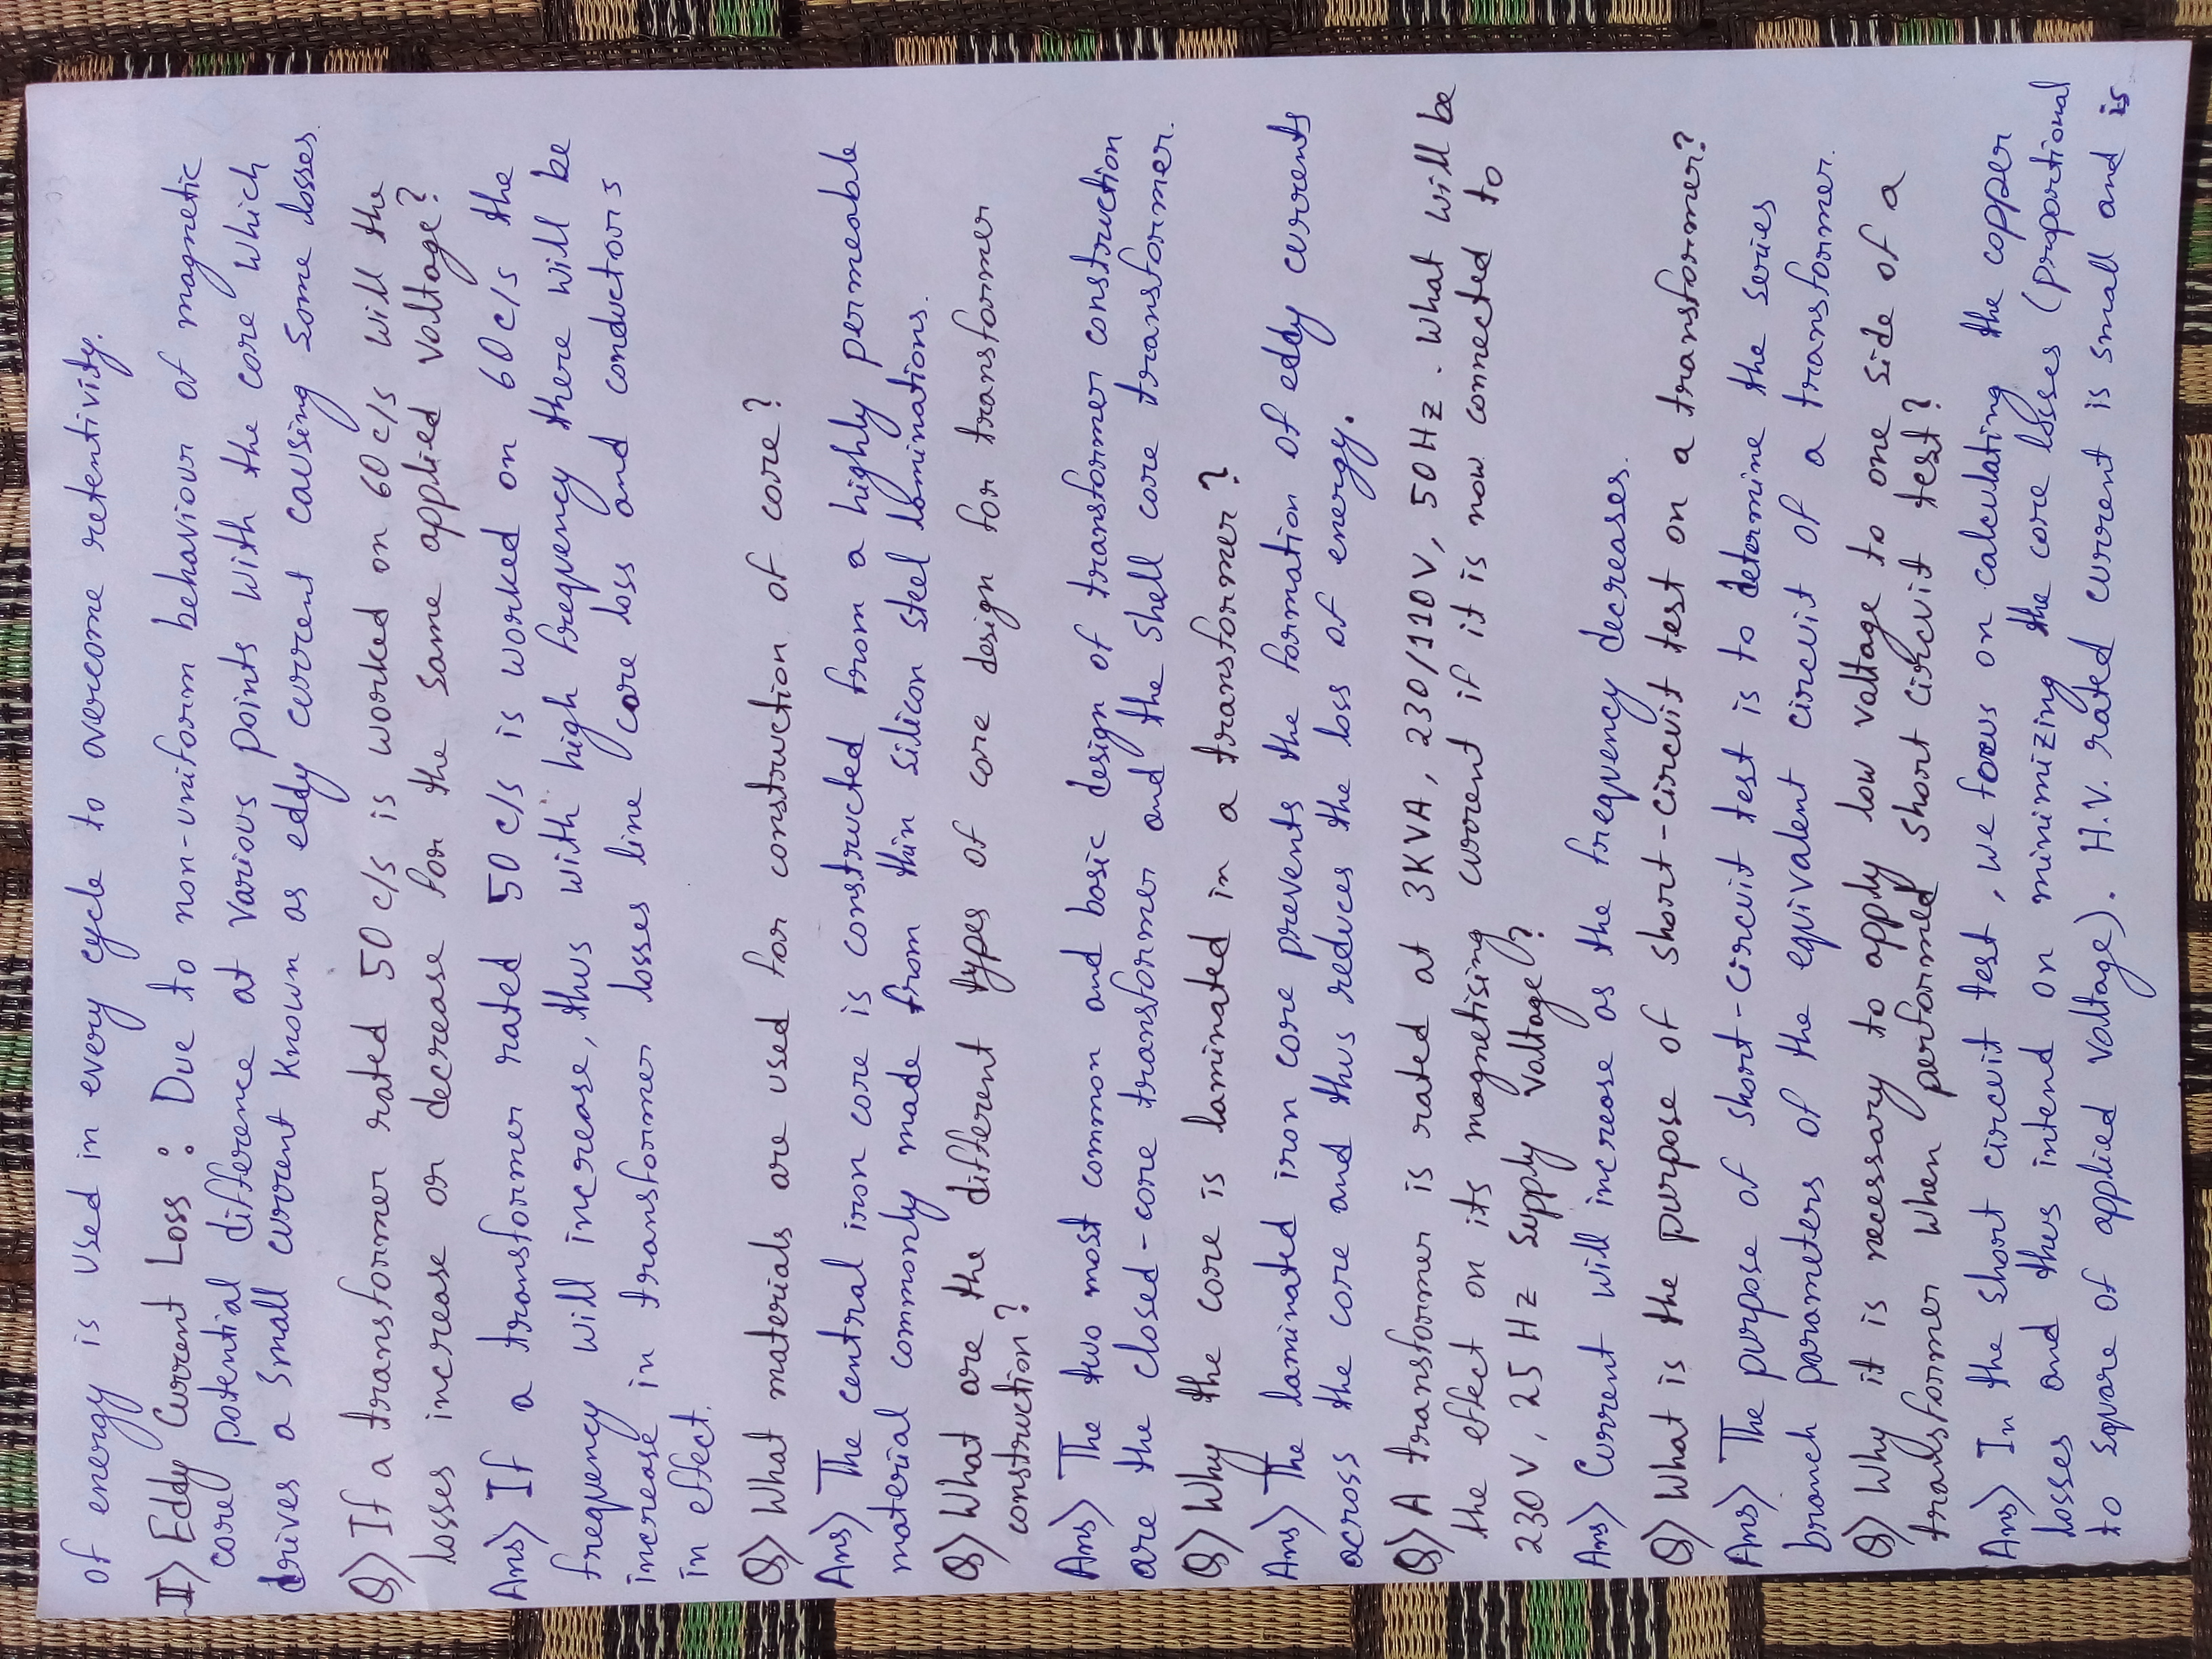 of energy is used in every cycle to overcome retentivity.
II) Eddy Current Loss : Due to non-uniform behaviour of magnetic
core potential difference at various points with the core which
drives a small current known as eddy current causing some losses.
Q) If a transformer rated 50 c/s is worked on 60 c/s will the
losses increase or decrease for the same applied voltage?
Ans) If a transformer rated 50 c/s is worked on 60 c/s the
frequency will increase, thus with high frequency there will be
increase in transformer losses line core loss and conductors
in effect.
Q) What materials are used for construction of core?
Ans) The central iron core is constructed from a highly permeable
material commonly made from thin silicon steel laminations.
Q) What are the different types of core design for transformer
construction?
Ans) The two most common and basic design of transformer construction
are the closed-core transformer and the shell core transformer.
Q) Why the core is laminated in a transformer?
Ans) The laminated iron core prevents the formation of eddy currents
across the core and thus reduces the loss of energy.
Q) A transformer is rated at 3KVA, 230/110V, 50Hz. What will be
the effect on its magnetising current if it is now connected to
230V, 25 Hz supply voltage?
Ans) Current will increase as the frequency decreases.
Q) What is the purpose of short-circuit test on a transformer?
Ans) The purpose of short-circuit test is to determine the series
branch parameters of the equivalent circuit of a transformer.
Q) Why it is necessary to apply low voltage to one side of a
transformer when performed short circuit test?
Ans) In the short circuit test, we focus on calculating the copper
losses and thus intend on minimizing the core losses (proportional
to square of applied voltage). H.V. rated current is small and is